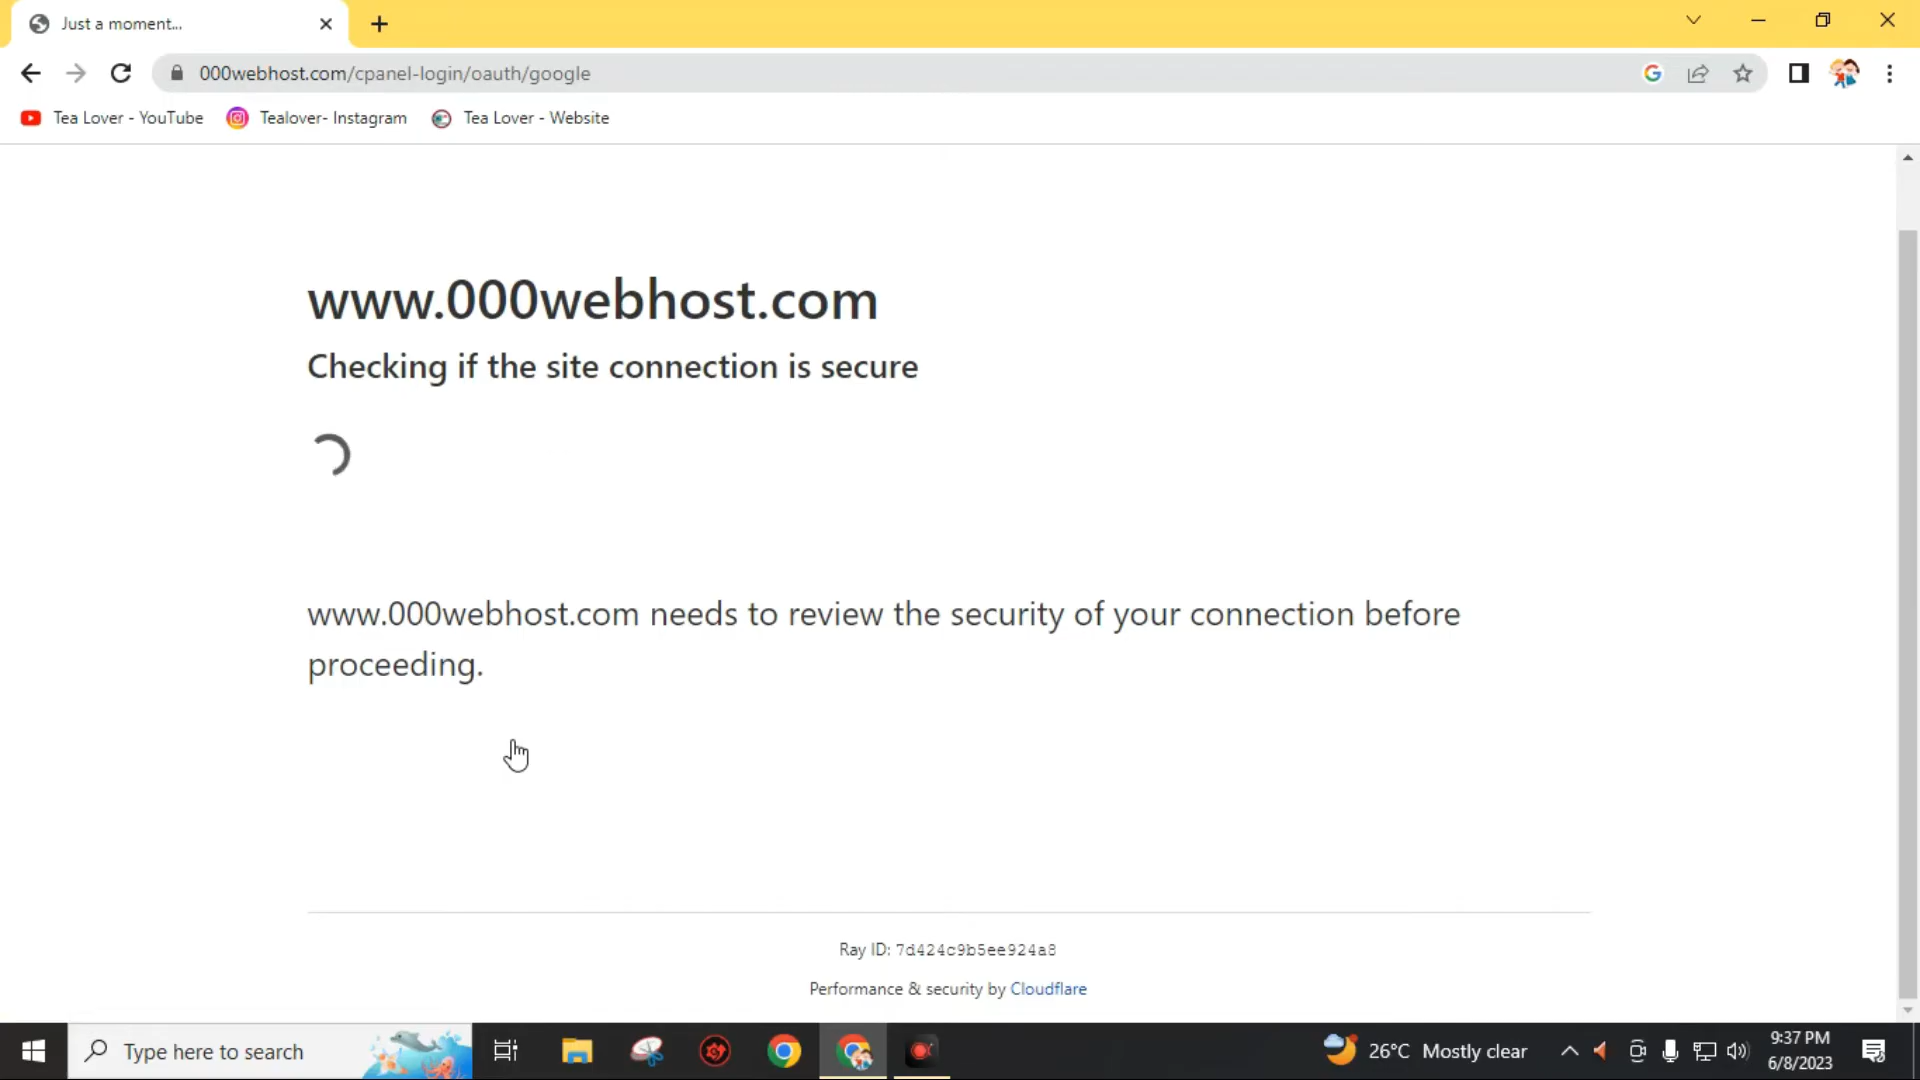 Just a moment...
000webhost.com/cpanel-login/oauth/google
Tea Lover - YouTube
Tealover- Instagram
Tea Lover - Website
www.000webhost.com
Checking if the site connection is secure
www.000webhost.com needs to review the security of your connection before
proceeding.
Ray ID: 7d424c9b5ee924a8
Performance & security by Cloudflare
Type here to search
26°C Mostly clear
9:37 PM
6/8/2023